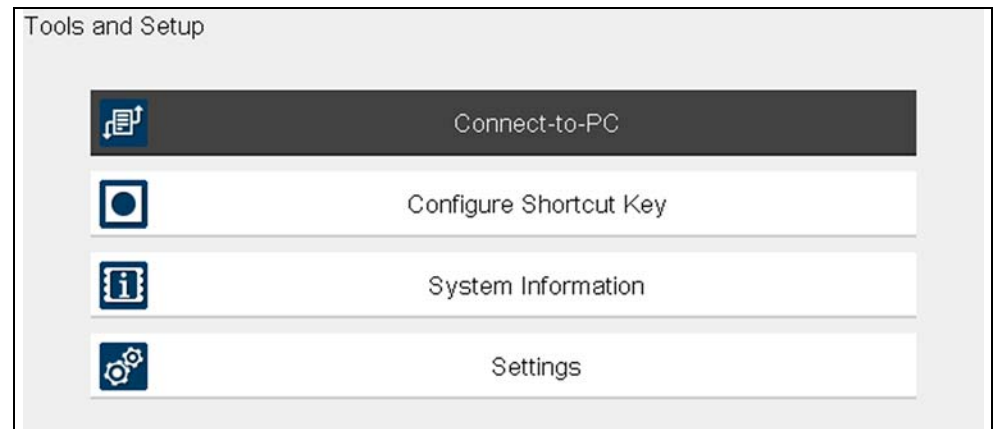 Tools and Setup
Connect-to-PC
Configure Shortcut Key
System Information
Settings